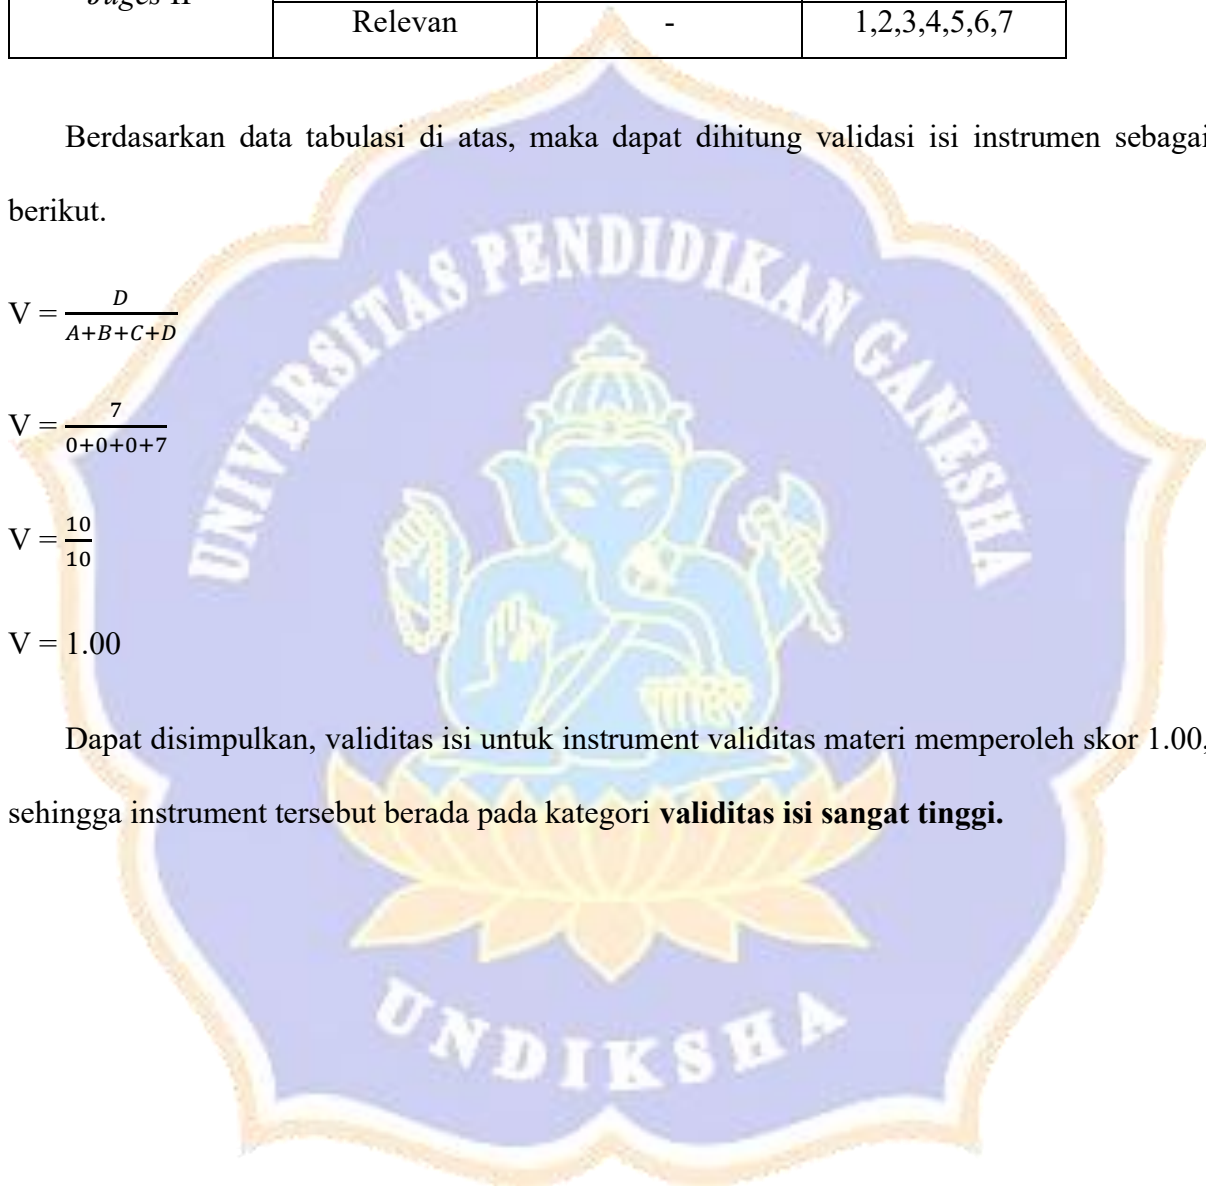 II
Relevan - 1,2,3,4,5,6,7
Berdasarkan data tabulasi di atas, maka dapat dihitung validasi isi instrumen sebagai
berikut.
V = D / A+B+C+D
V = 7 / 0+0+0+7
V = 10 / 10
V = 1.00
Dapat disimpulkan, validitas isi untuk instrument validitas materi memperoleh skor 1.00,
sehingga instrument tersebut berada pada kategori validitas isi sangat tinggi.
UNIVERSITAS PENDIDIKAN GANESHA
UNDIKSHA